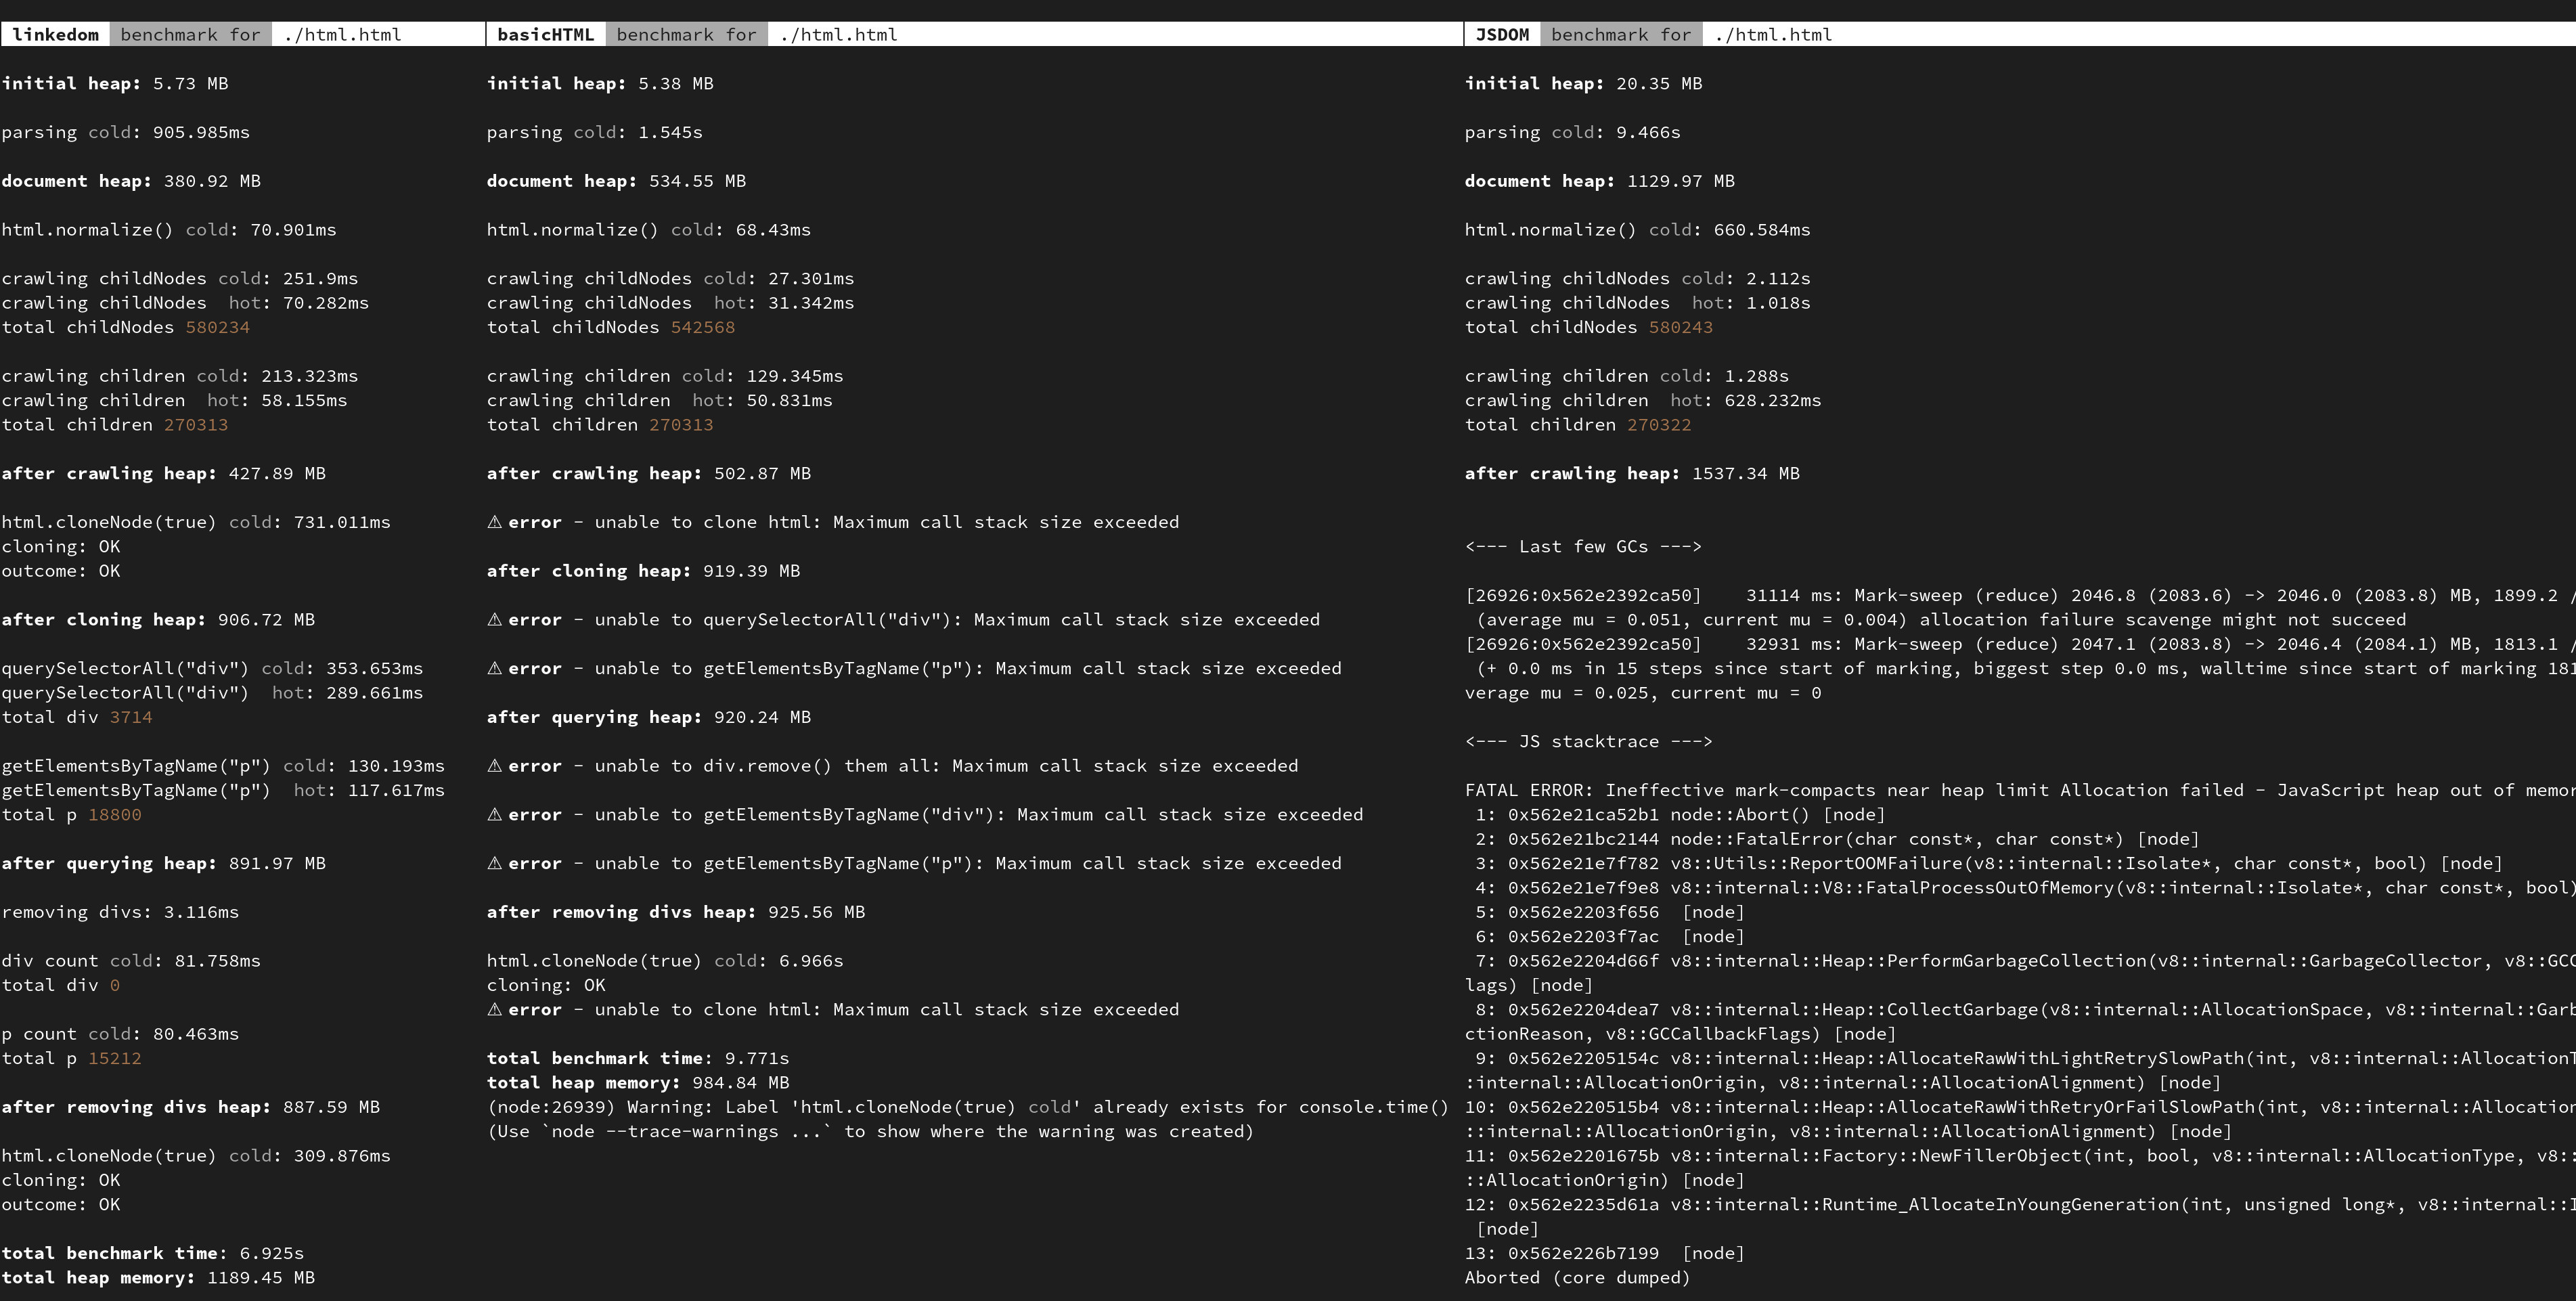 linkedom benchmark for ./html.html
initial heap: 5.73 MB
parsing cold: 905.985ms
document heap: 380.92 MB
html.normalize() cold: 70.901ms
crawling childNodes cold: 251.9ms
crawling childNodes  hot: 70.282ms
total childNodes 580234
crawling children cold: 213.323ms
crawling children  hot: 58.155ms
total children 270313
after crawling heap: 427.89 MB
html.cloneNode(true) cold: 731.011ms
cloning: OK
outcome: OK
after cloning heap: 906.72 MB
querySelectorAll("div") cold: 353.653ms
querySelectorAll("div")  hot: 289.661ms
total div 3714
getElementsByTagName("p") cold: 130.193ms
getElementsByTagName("p")  hot: 117.617ms
total p 18800
after querying heap: 891.97 MB
removing divs: 3.116ms
div count cold: 81.758ms
total div 0
p count cold: 80.463ms
total p 15212
after removing divs heap: 887.59 MB
html.cloneNode(true) cold: 309.876ms
cloning: OK
outcome: OK
total benchmark time: 6.925s
total heap memory: 1189.45 MB
basicHTML benchmark for ./html.html
initial heap: 5.38 MB
parsing cold: 1.545s
document heap: 534.55 MB
html.normalize() cold: 68.43ms
crawling childNodes cold: 27.301ms
crawling childNodes  hot: 31.342ms
total childNodes 542568
crawling children cold: 129.345ms
crawling children  hot: 50.831ms
total children 270313
after crawling heap: 502.87 MB
⚠ error - unable to clone html: Maximum call stack size exceeded
after cloning heap: 919.39 MB
⚠ error - unable to querySelectorAll("div"): Maximum call stack size exceeded
⚠ error - unable to getElementsByTagName("p"): Maximum call stack size exceeded
after querying heap: 920.24 MB
⚠ error - unable to div.remove() them all: Maximum call stack size exceeded
⚠ error - unable to getElementsByTagName("div"): Maximum call stack size exceeded
⚠ error - unable to getElementsByTagName("p"): Maximum call stack size exceeded
after removing divs heap: 925.56 MB
html.cloneNode(true) cold: 6.966s
cloning: OK
⚠ error - unable to clone html: Maximum call stack size exceeded
total benchmark time: 9.771s
total heap memory: 984.84 MB
(node:26939) Warning: Label 'html.cloneNode(true) cold' already exists for console.time()
(Use `node --trace-warnings ...` to show where the warning was created)
JSDOM benchmark for ./html.html
initial heap: 20.35 MB
parsing cold: 9.466s
document heap: 1129.97 MB
html.normalize() cold: 660.584ms
crawling childNodes cold: 2.112s
crawling childNodes  hot: 1.018s
total childNodes 580243
crawling children cold: 1.288s
crawling children  hot: 628.232ms
total children 270322
after crawling heap: 1537.34 MB
<--- Last few GCs --->
[26926:0x562e2392ca50]    31114 ms: Mark-sweep (reduce) 2046.8 (2083.6) -> 2046.0 (2083.8) MB, 1899.2 /
(average mu = 0.051, current mu = 0.004) allocation failure scavenge might not succeed
[26926:0x562e2392ca50]    32931 ms: Mark-sweep (reduce) 2047.1 (2083.8) -> 2046.4 (2084.1) MB, 1813.1 /
(+ 0.0 ms in 15 steps since start of marking, biggest step 0.0 ms, walltime since start of marking 181
verage mu = 0.025, current mu = 0
<--- JS stacktrace --->
FATAL ERROR: Ineffective mark-compacts near heap limit Allocation failed - JavaScript heap out of memor
1: 0x562e21ca52b1 node::Abort() [node]
2: 0x562e21bc2144 node::FatalError(char const*, char const*) [node]
3: 0x562e21e7f782 v8::Utils::ReportOOMFailure(v8::internal::Isolate*, char const*, bool) [node]
4: 0x562e21e7f9e8 v8::internal::V8::FatalProcessOutOfMemory(v8::internal::Isolate*, char const*, bool)
5: 0x562e2203f656  [node]
6: 0x562e2203f7ac  [node]
7: 0x562e2204d66f v8::internal::Heap::PerformGarbageCollection(v8::internal::GarbageCollector, v8::GCC
lags) [node]
8: 0x562e2204dea7 v8::internal::Heap::CollectGarbage(v8::internal::AllocationSpace, v8::internal::Garb
ctionReason, v8::GCCallbackFlags) [node]
9: 0x562e2205154c v8::internal::Heap::AllocateRawWithLightRetrySlowPath(int, v8::internal::AllocationT
:internal::AllocationOrigin, v8::internal::AllocationAlignment) [node]
10: 0x562e220515b4 v8::internal::Heap::AllocateRawWithRetryOrFailSlowPath(int, v8::internal::Allocation
::internal::AllocationOrigin, v8::internal::AllocationAlignment) [node]
11: 0x562e2201675b v8::internal::Factory::NewFillerObject(int, bool, v8::internal::AllocationType, v8::
::AllocationOrigin) [node]
12: 0x562e2235d61a v8::internal::Runtime_AllocateInYoungGeneration(int, unsigned long*, v8::internal::I
[node]
13: 0x562e226b7199  [node]
Aborted (core dumped)